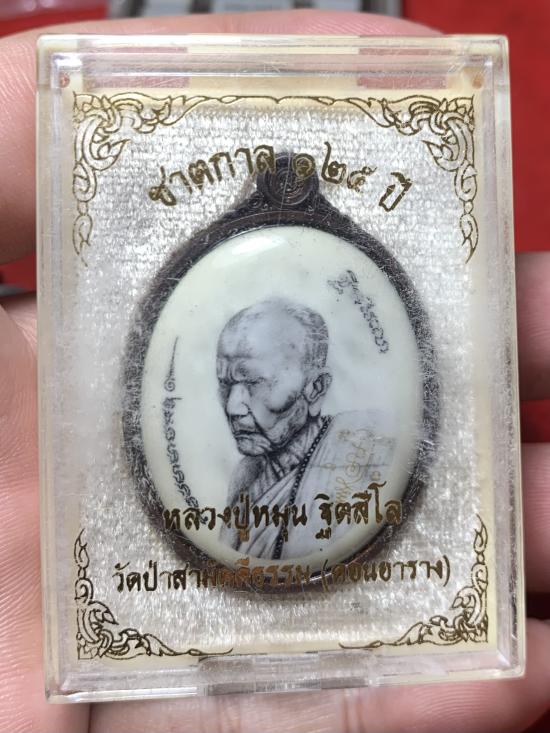 ชาตกาล ๑๒๕ ปี
หลวงปู่หมุน ฐิตสีโล
วัดป่าสามัคคีธรรม (ดอนยาราง)